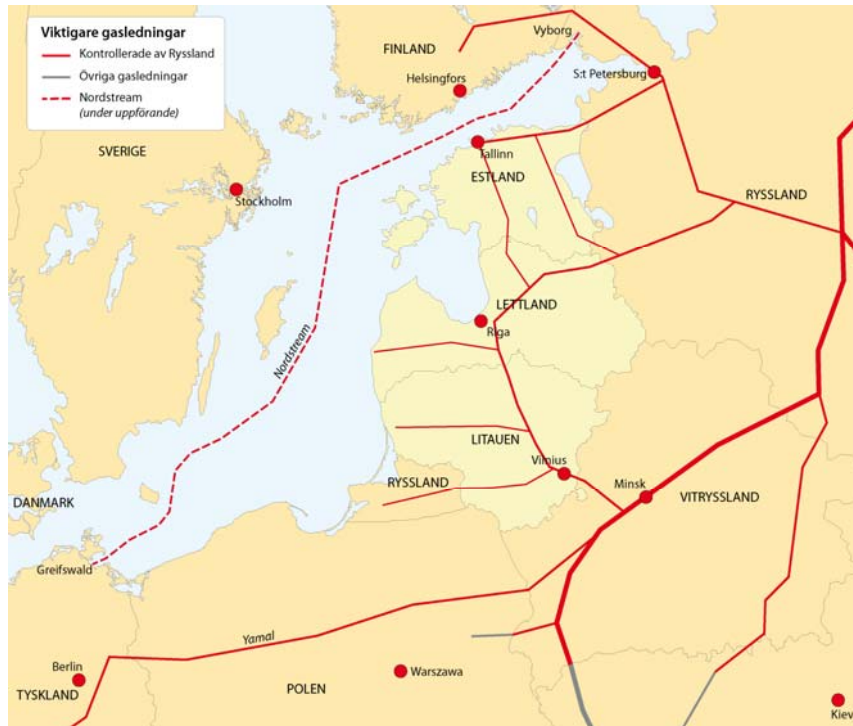 Viktigare gasledningar
Kontrollerade av Ryssland
Övriga gasledningar
Nordstream
(under uppförande)
Vyborg
FINLAND
Helsingfors
S:t Petersburg
SVERIGE
Stockholm
Tallinn
ESTLAND
RYSSLAND
LETTLAND
Riga
Nordstream
LITAUEN
Vilnius
RYSSLAND
Minsk
VITRYSSLAND
DANMARK
Greifswald
Yamal
Berlin
TYSKLAND
POLEN
Warszawa
Kiev